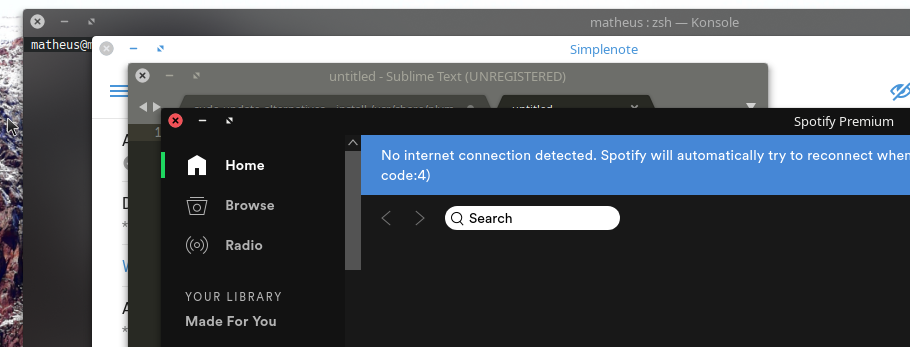 matheus : zsh — Konsole
matheus@m
Simplenote
untitled - Sublime Text (UNREGISTERED)
untitled
1
Spotify Premium
No internet connection detected. Spotify will automatically try to reconnect when
code:4)
Home
Search
Browse
Radio
YOUR LIBRARY
Made For You